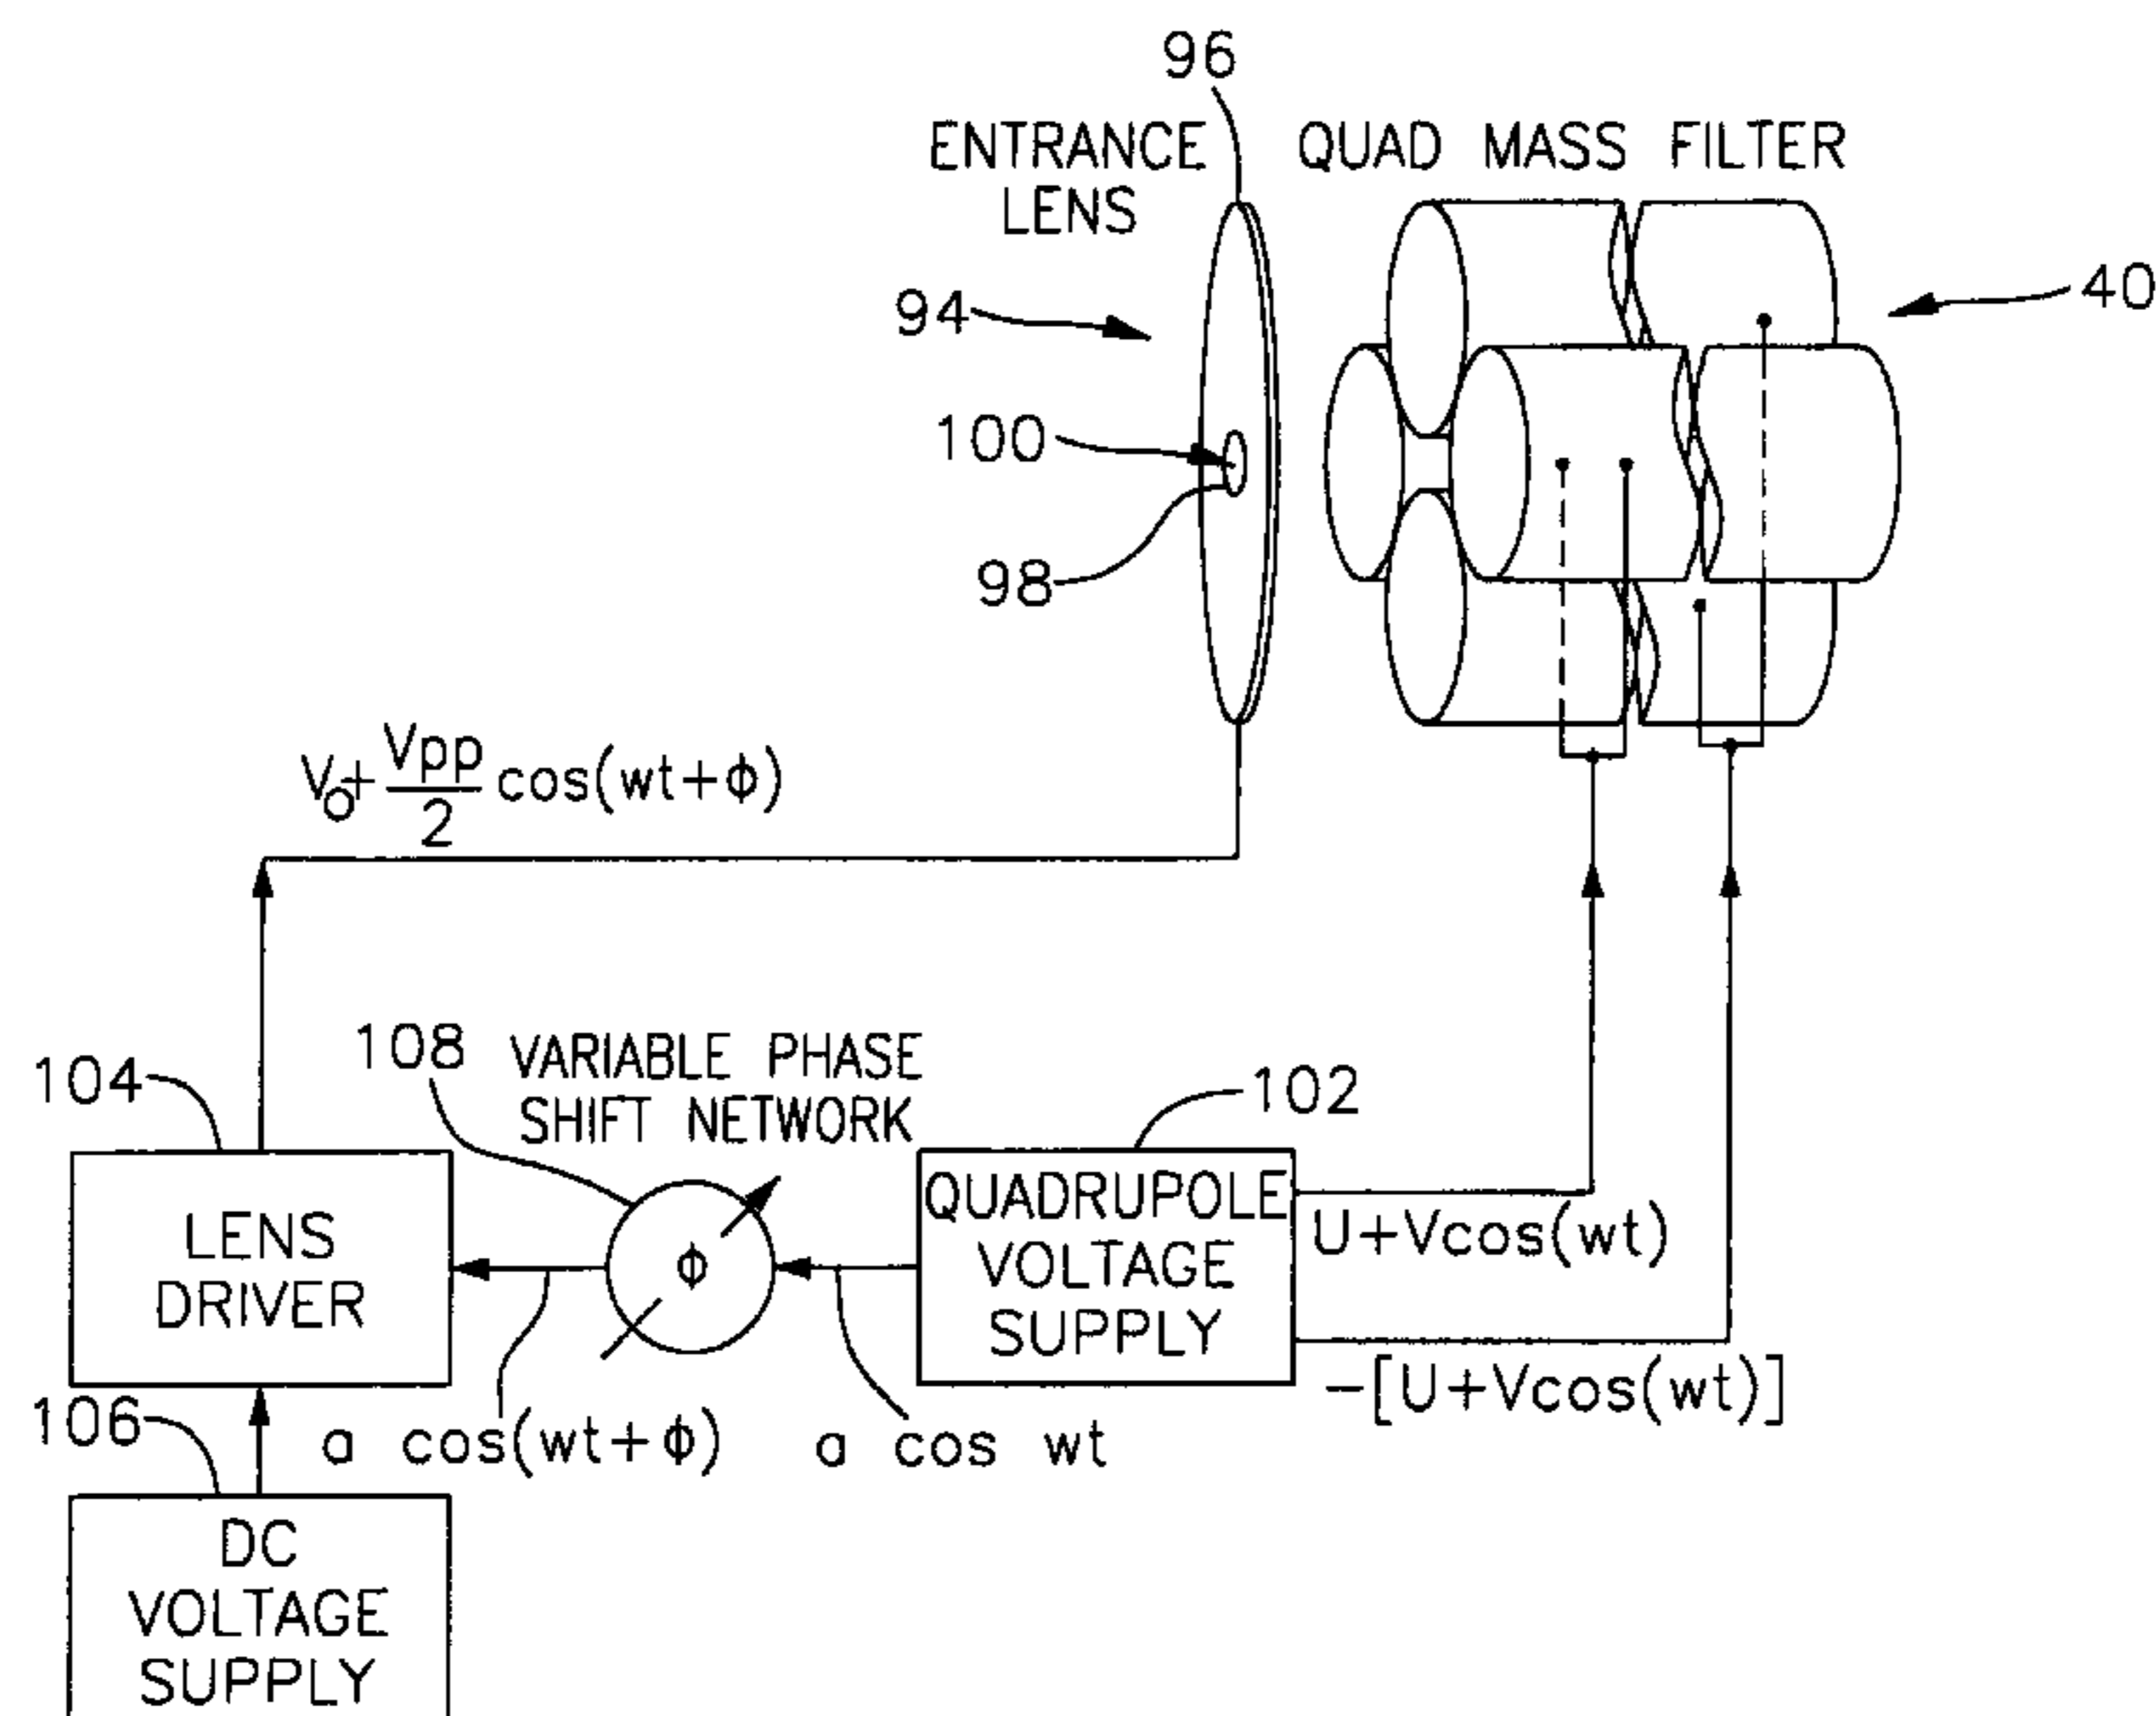 96
ENTRANCE LENS
QUAD MASS FILTER
94
40
100
98
Vo+Vpp/2 cos(wt+ϕ)
108
VARIABLE PHASE
SHIFT NETWORK
104
102
LENS
DRIVER
ϕ
QUADRUPOLE
VOLTAGE
SUPPLY
U+Vcos(wt)
-[U+Vcos(wt)]
106
a cos(wt+ϕ)
a cos wt
DC
VOLTAGE
SUPPLY